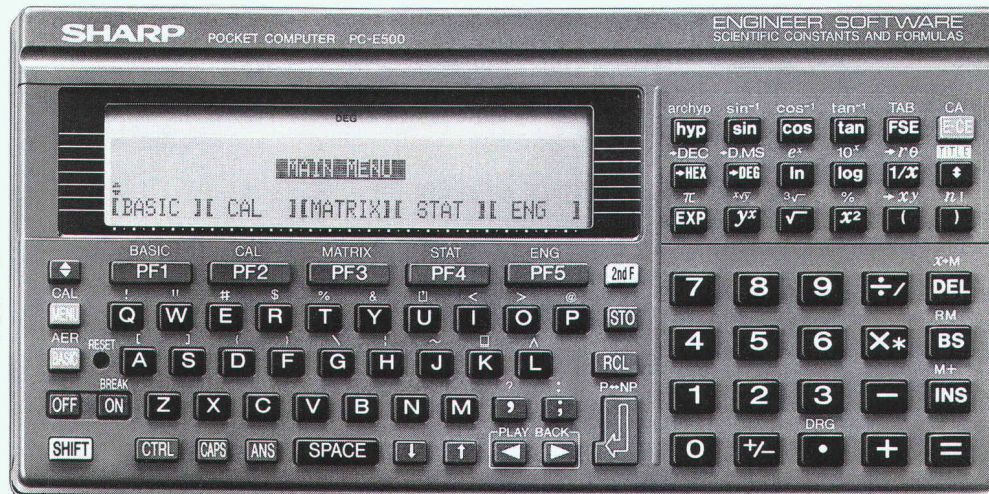 SHARP POCKET COMPUTER PC-E500
ENGINEER SOFTWARE
SCIENTIFIC CONSTANTS AND FORMULAS
DEG
MAIN MENU
[BASIC ][ CAL ][MATRIX][ STAT ][ ENG ]
BASIC CAL MATRIX STAT ENG
PF1 PF2 PF3 PF4 PF5 2nd F
CAL ! " # $ % & < > @
MENU Q W E R T Y U I O P STO
AER RESET [ ] ( ) \ ¦ ~ ^
BASIC A S D F G H J K L RCL
BREAK ? : P↔NP
OFF ON Z X C V B N M , ;
PLAY BACK
SHIFT CTRL CAPS ANS SPACE ↓ ↑ ◀ ▶
archyp sin⁻¹ cos⁻¹ tan⁻¹ TAB CA
hyp sin cos tan FSE C·CE
→DEC →D.MS eˣ 10ˣ →rθ TITLE
→HEX →DEG ln log 1/x
π ˣ√y ³√ % →xy n!
EXP yˣ √ x² ( )
x→M
7 8 9 ÷/ DEL
RM
4 5 6 X* BS
M+
1 2 3 − INS
DRG
0 +/− • + =